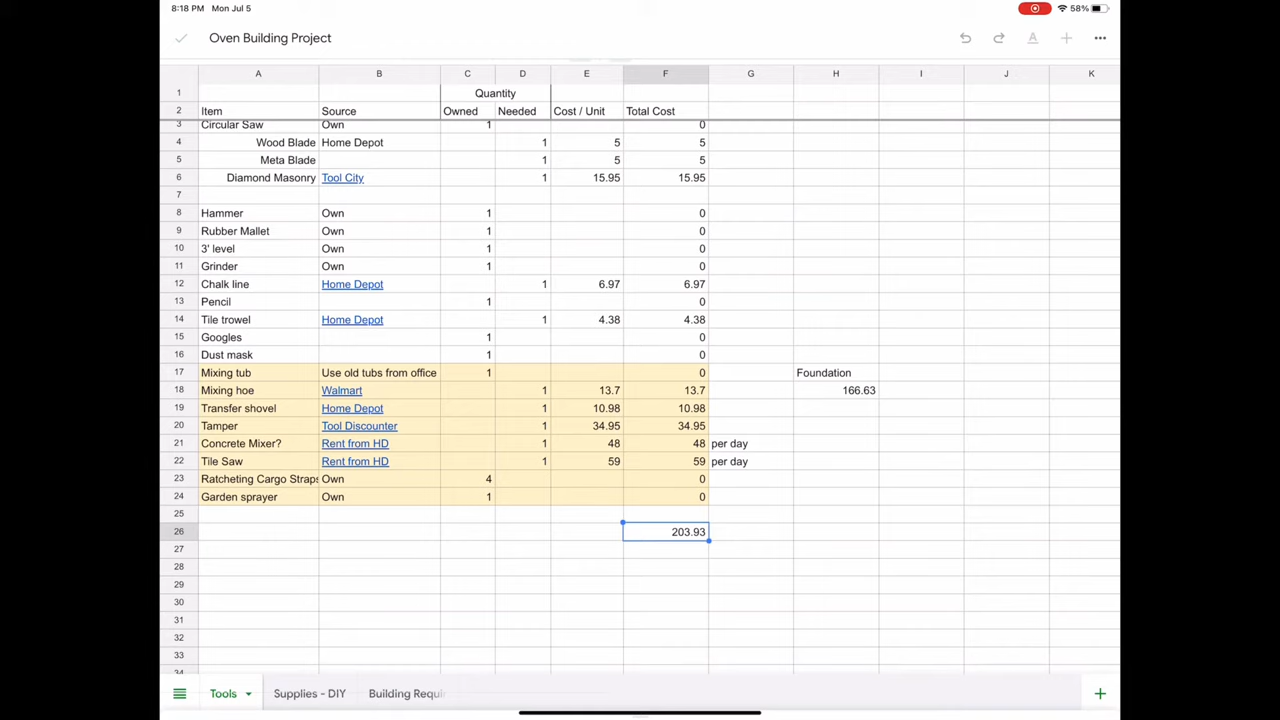 8:18 PM Mon Jul 5 58%
Oven Building Project A
A B C D E F G H I J K
1 Quantity
2 Item Source Owned Needed Cost / Unit Total Cost
3 Circular Saw Own 1 0
4 Wood Blade Home Depot 1 5 5
5 Meta Blade 1 5 5
6 Diamond Masonry Tool City 1 15.95 15.95
7
8 Hammer Own 1 0
9 Rubber Mallet Own 1 0
10 3' level Own 1 0
11 Grinder Own 1 0
12 Chalk line Home Depot 1 6.97 6.97
13 Pencil 1 0
14 Tile trowel Home Depot 1 4.38 4.38
15 Googles 1 0
16 Dust mask 1 0
17 Mixing tub Use old tubs from office 1 0 Foundation
18 Mixing hoe Walmart 1 13.7 13.7 166.63
19 Transfer shovel Home Depot 1 10.98 10.98
20 Tamper Tool Discounter 1 34.95 34.95
21 Concrete Mixer? Rent from HD 1 48 48 per day
22 Tile Saw Rent from HD 1 59 59 per day
23 Ratcheting Cargo Straps Own 4 0
24 Garden sprayer Own 1 0
25
26 203.93
27
28
29
30
31
32
33
34
Tools Supplies - DIY Building Requi